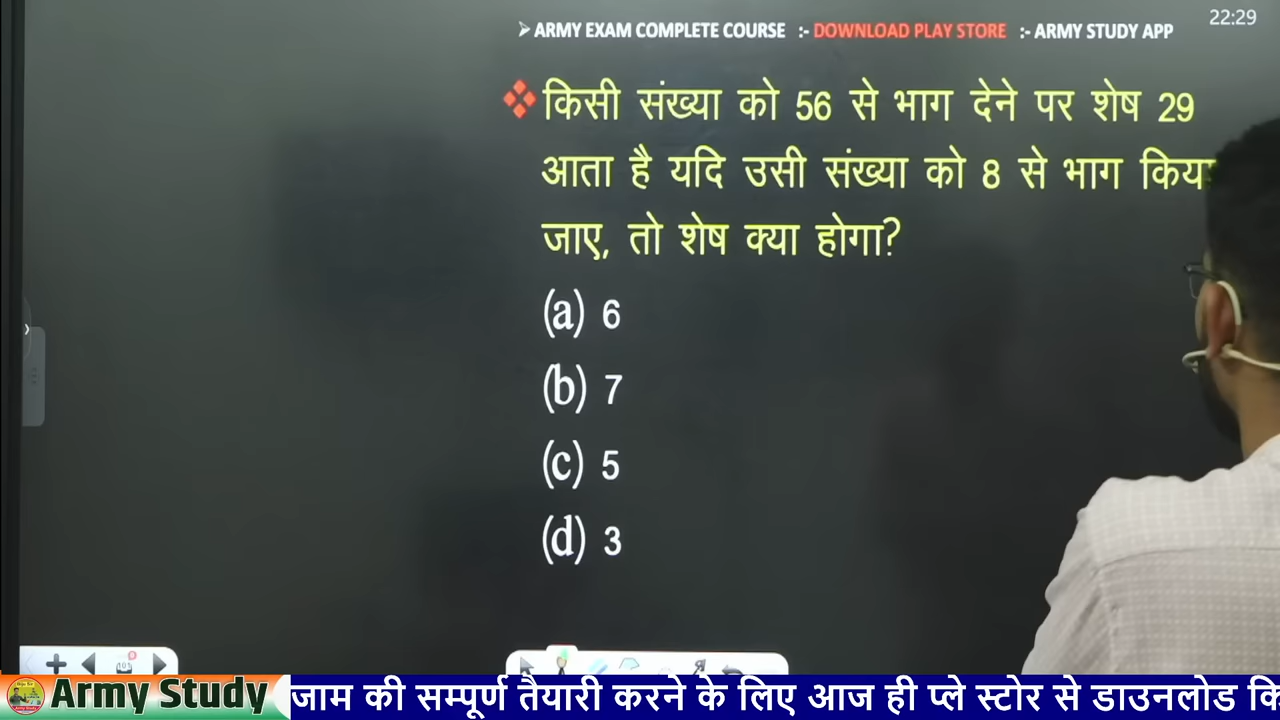 22:29
➢ ARMY EXAM COMPLETE COURSE :- DOWNLOAD PLAY STORE :- ARMY STUDY APP
❖ किसी संख्या को 56 से भाग देने पर शेष 29
आता है यदि उसी संख्या को 8 से भाग किया
जाए, तो शेष क्या होगा?
(a) 6
(b) 7
(c) 5
(d) 3
Army Study जाम की सम्पूर्ण तैयारी करने के लिए आज ही प्ले स्टोर से डाउनलोड कि